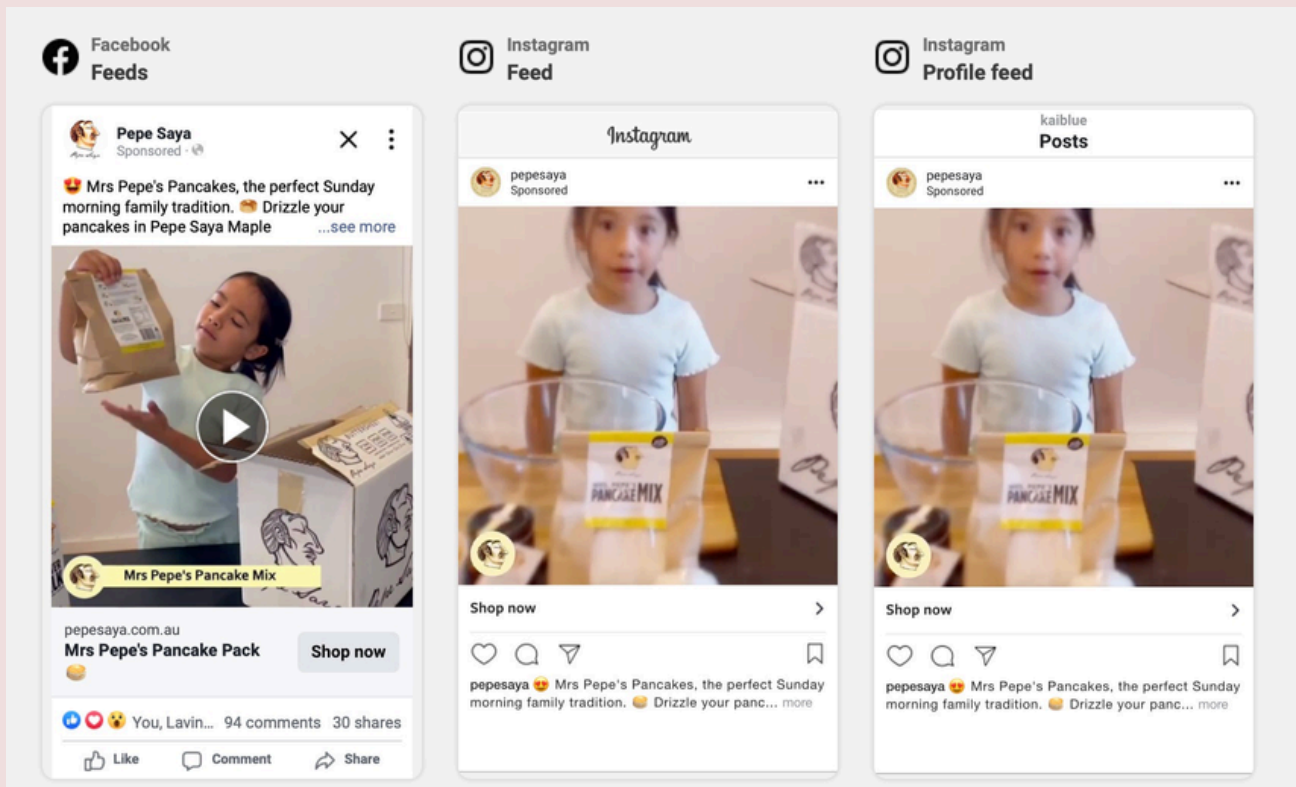 Facebook
Feeds
Pepe Saya
Sponsored ·
😍 Mrs Pepe's Pancakes, the perfect Sunday
morning family tradition. 🥞 Drizzle your
pancakes in Pepe Saya Maple ...see more
Mrs Pepe's Pancake Mix
pepesaya.com.au
Mrs Pepe's Pancake Pack
🥞
Shop now
You, Lavin... 94 comments 30 shares
Like Comment Share
Instagram
Feed
Instagram
pepesaya
Sponsored
MRS PEPE'S
PANCAKE MIX
Shop now
pepesaya 😍 Mrs Pepe's Pancakes, the perfect Sunday
morning family tradition. 🥞 Drizzle your panc... more
Instagram
Profile feed
kaiblue
Posts
pepesaya
Sponsored
MRS PEPE'S
PANCAKE MIX
Shop now
pepesaya 😍 Mrs Pepe's Pancakes, the perfect Sunday
morning family tradition. 🥞 Drizzle your panc... more